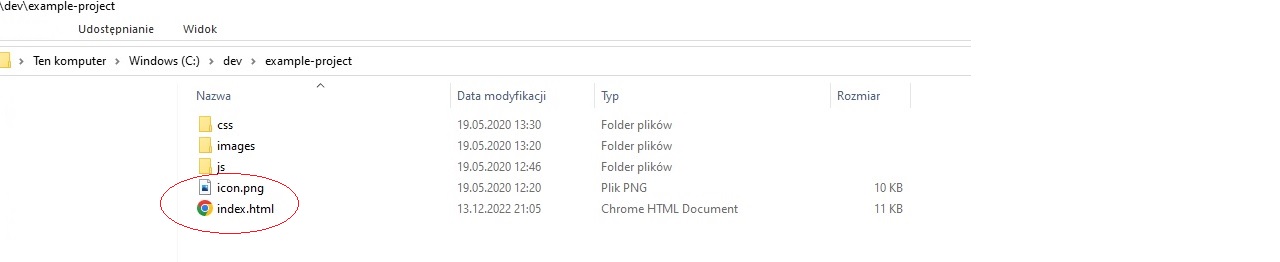 \dev\example-project
Udostępnianie Widok
Ten komputer > Windows (C:) > dev > example-project
Nazwa Data modyfikacji Typ Rozmiar
css 19.05.2020 13:30 Folder plików
images 19.05.2020 13:20 Folder plików
js 19.05.2020 12:46 Folder plików
icon.png 19.05.2020 12:20 Plik PNG 10 KB
index.html 13.12.2022 21:05 Chrome HTML Document 11 KB